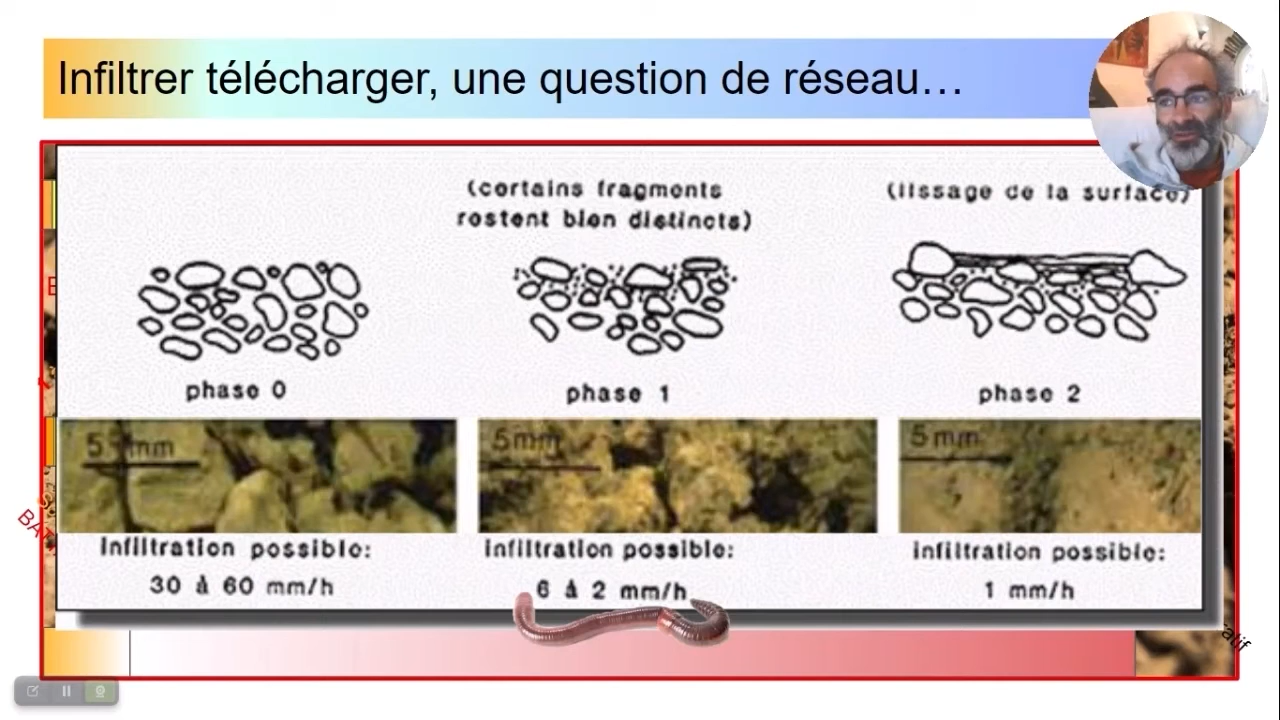 Infiltrer télécharger, une question de réseau…
(certains fragments
restent bien distincts)
(lissage de la surface)
phase 0
phase 1
phase 2
5 mm
5mm
5mm
Infiltration possible:
30 à 60 mm/h
Infiltration possible:
6 à 2 mm/h
Infiltration possible:
1 mm/h